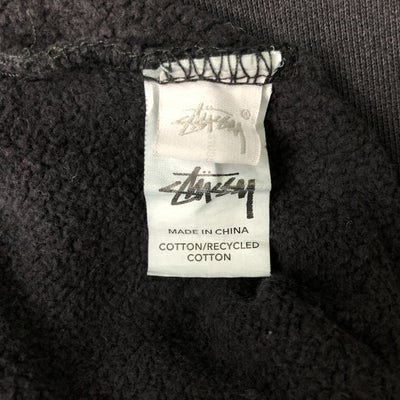 Stüssy ®
Stüssy
MADE IN CHINA
COTTON/RECYCLED
COTTON